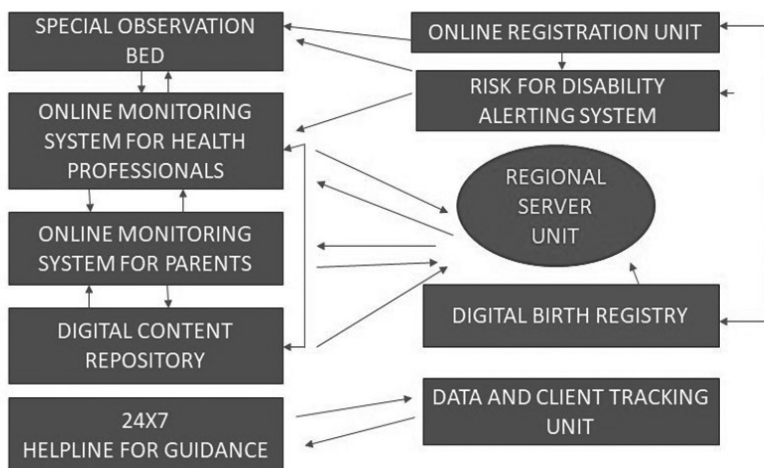 SPECIAL OBSERVATION
BED
ONLINE MONITORING
SYSTEM FOR HEALTH
PROFESSIONALS
ONLINE MONITORING
SYSTEM FOR PARENTS
DIGITAL CONTENT
REPOSITORY
24X7
HELPLINE FOR GUIDANCE
ONLINE REGISTRATION UNIT
RISK FOR DISABILITY
ALERTING SYSTEM
REGIONAL
SERVER
UNIT
DIGITAL BIRTH REGISTRY
DATA AND CLIENT TRACKING
UNIT